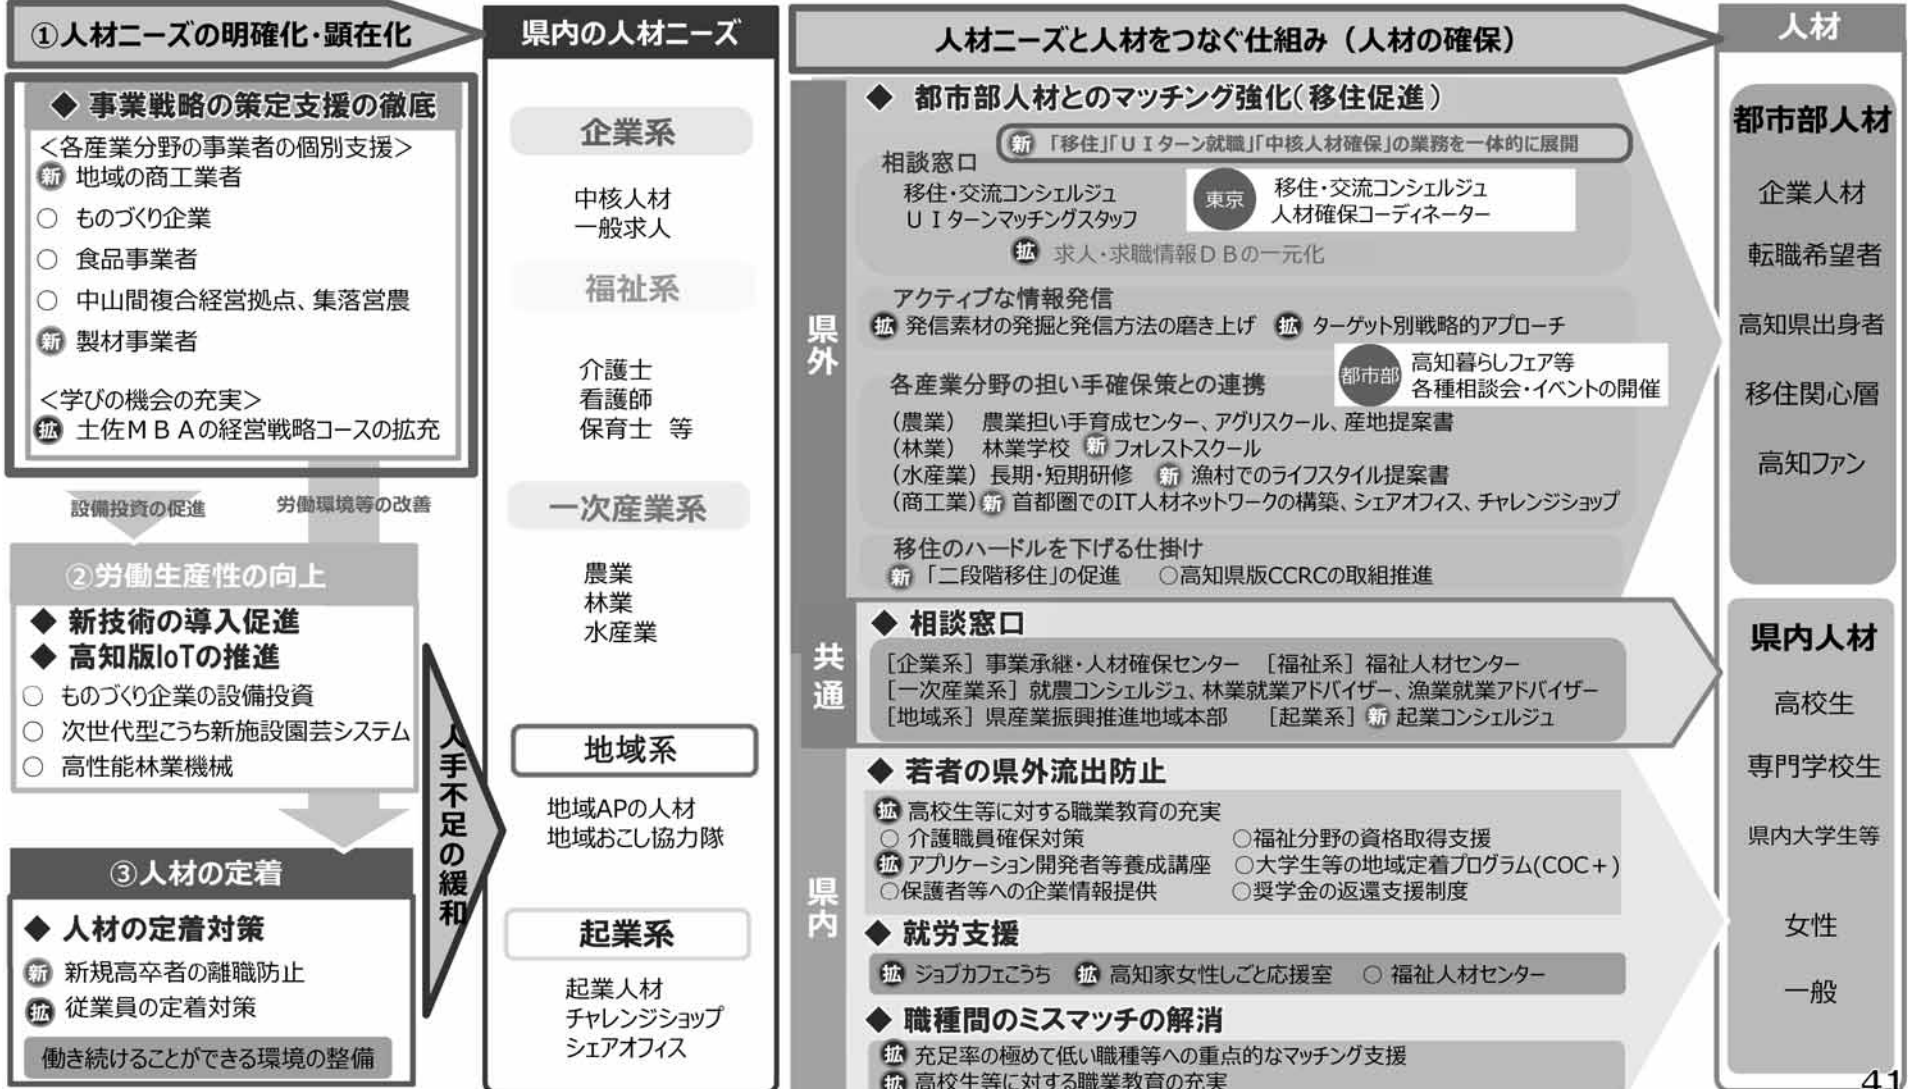 ①人材ニーズの明確化・顕在化
◆ 事業戦略の策定支援の徹底
<各産業分野の事業者の個別支援>
新 地域の商工業者
○ ものづくり企業
○ 食品事業者
○ 中山間複合経営拠点、集落営農
新 製材事業者
<学びの機会の充実>
拡 土佐MBAの経営戦略コースの拡充
設備投資の促進
労働環境等の改善
②労働生産性の向上
◆ 新技術の導入促進
◆ 高知版IoTの推進
○ ものづくり企業の設備投資
○ 次世代型こうち新施設園芸システム
○ 高性能林業機械
③人材の定着
◆ 人材の定着対策
新 新規高卒者の離職防止
拡 従業員の定着対策
働き続けることができる環境の整備
人手不足の緩和
県内の人材ニーズ
企業系
中核人材
一般求人
福祉系
介護士
看護師
保育士 等
一次産業系
農業
林業
水産業
地域系
地域APの人材
地域おこし協力隊
起業系
起業人材
チャレンジショップ
シェアオフィス
人材ニーズと人材をつなぐ仕組み（人材の確保）
県外
◆ 都市部人材とのマッチング強化（移住促進）
新 「移住」「UIターン就職」「中核人材確保」の業務を一体的に展開
相談窓口
移住・交流コンシェルジュ
UIターンマッチングスタッフ
東京
移住・交流コンシェルジュ
人材確保コーディネーター
拡 求人・求職情報DBの一元化
アクティブな情報発信
拡 発信素材の発掘と発信方法の磨き上げ 拡 ターゲット別戦略的アプローチ
都市部
高知暮らしフェア等
各種相談会・イベントの開催
各産業分野の担い手確保策との連携
（農業） 農業担い手育成センター、アグリスクール、産地提案書
（林業） 林業学校 新 フォレストスクール
（水産業）長期・短期研修 新 漁村でのライフスタイル提案書
（商工業）新 首都圏でのIT人材ネットワークの構築、シェアオフィス、チャレンジショップ
移住のハードルを下げる仕掛け
新 「二段階移住」の促進 ○高知県版CCRCの取組推進
共通
◆ 相談窓口
［企業系］事業承継・人材確保センター ［福祉系］福祉人材センター
［一次産業系］就農コンシェルジュ、林業就業アドバイザー、漁業就業アドバイザー
［地域系］県産業振興推進地域本部 ［起業系］新 起業コンシェルジュ
県内
◆ 若者の県外流出防止
拡 高校生等に対する職業教育の充実
○ 介護職員確保対策 ○福祉分野の資格取得支援
拡 アプリケーション開発者等養成講座 ○大学生等の地域定着プログラム(COC+)
○保護者等への企業情報提供 ○奨学金の返還支援制度
◆ 就労支援
拡 ジョブカフェこうち 拡 高知家女性しごと応援室 ○ 福祉人材センター
◆ 職種間のミスマッチの解消
拡 充足率の極めて低い職種等への重点的なマッチング支援
拡 高校生等に対する職業教育の充実
人材
都市部人材
企業人材
転職希望者
高知県出身者
移住関心層
高知ファン
県内人材
高校生
専門学校生
県内大学生等
女性
一般
41